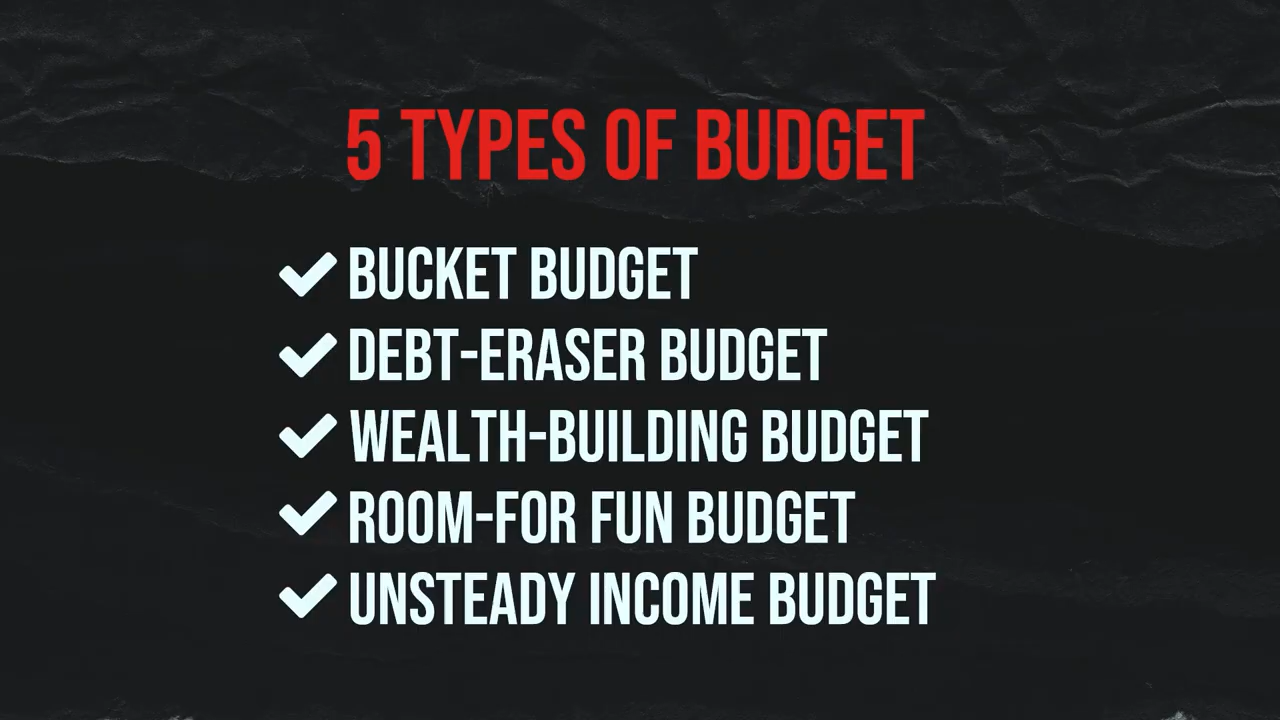 5 TYPES OF BUDGET
BUCKET BUDGET
DEBT-ERASER BUDGET
WEALTH-BUILDING BUDGET
ROOM-FOR FUN BUDGET
UNSTEADY INCOME BUDGET